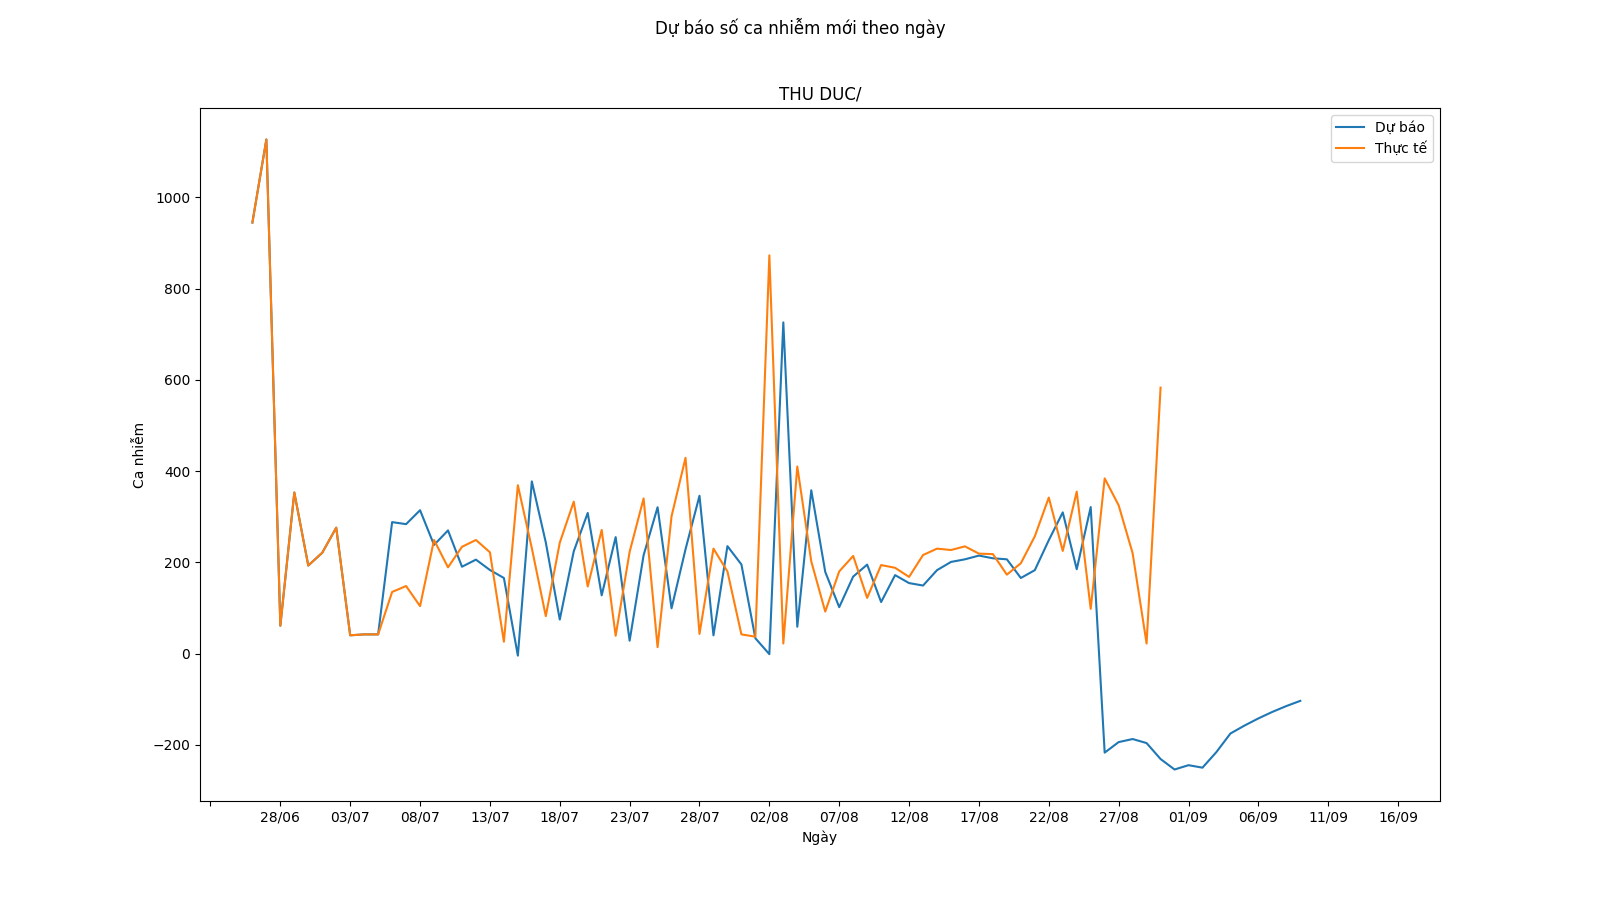 Dự báo số ca nhiễm mới theo ngày
THU DUC/
Dự báo
Thực tế
1000
800
600
400
200
0
−200
Ca nhiễm
28/06 03/07 08/07 13/07 18/07 23/07 28/07 02/08 07/08 12/08 17/08 22/08 27/08 01/09 06/09 11/09 16/09
Ngày